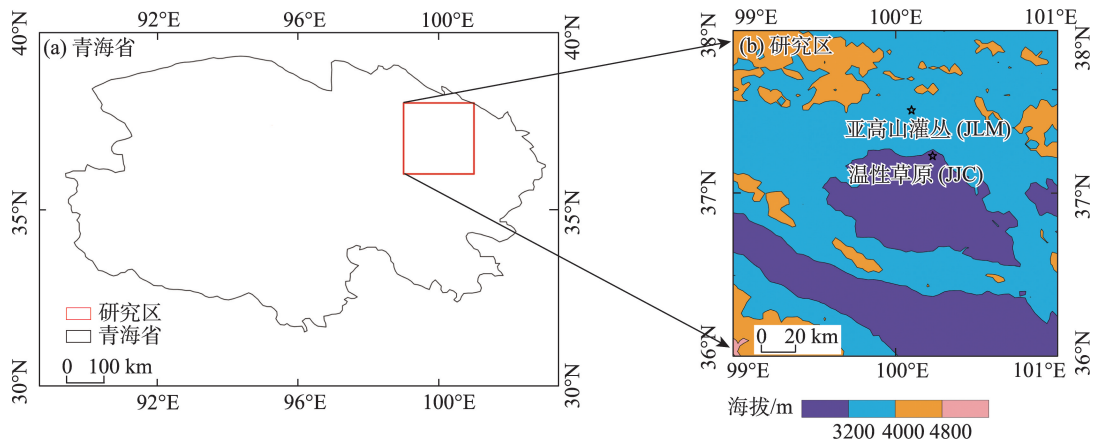 92°E 96°E 100°E
40°N 40°N
(a) 青海省
35°N 35°N
研究区
青海省
0 100 km
30°N 30°N
92°E 96°E 100°E
99°E 100°E 101°E
38°N 38°N
(b) 研究区
亚高山灌丛 (JLM)
温性草原 (JJC)
37°N 37°N
0 20 km
36°N 36°N
99°E 100°E 101°E
海拔/m
3200 4000 4800